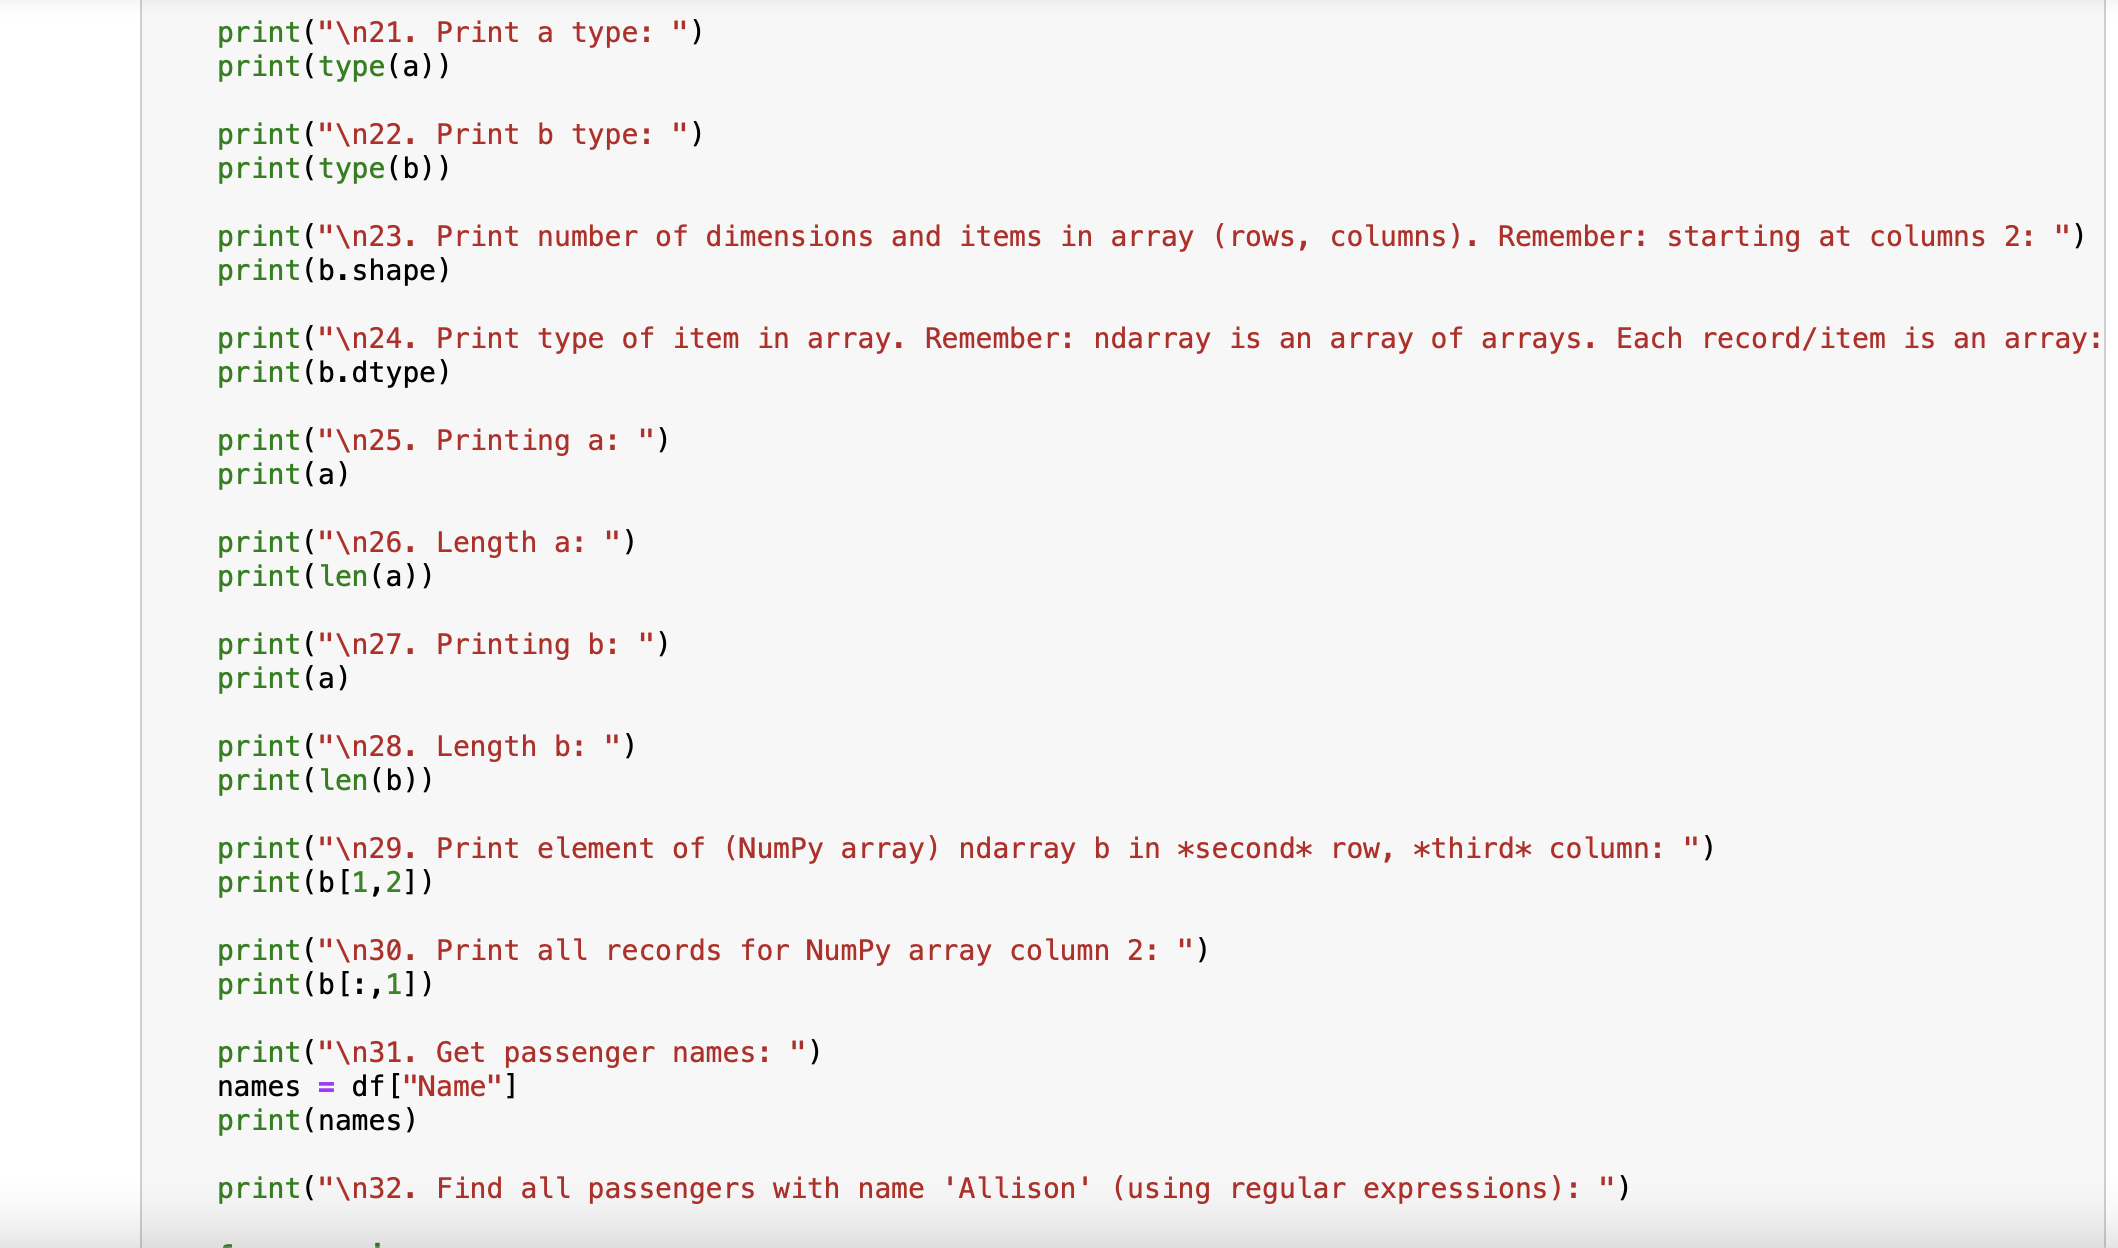 print("\n21. Print a type: ")
print(type(a))
print("\n22. Print b type: ")
print(type(b))
print("\n23. Print number of dimensions and items in array (rows, columns). Remember: starting at columns 2: ")
print(b.shape)
print("\n24. Print type of item in array. Remember: ndarray is an array of arrays. Each record/item is an array:
print(b.dtype)
print("\n25. Printing a: ")
print(a)
print("\n26. Length a: ")
print(len(a))
print("\n27. Printing b: ")
print(a)
print("\n28. Length b: ")
print(len(b))
print("\n29. Print element of (NumPy array) ndarray b in *second* row, *third* column: ")
print(b[1,2])
print("\n30. Print all records for NumPy array column 2: ")
print(b[:,1])
print("\n31. Get passenger names: ")
names = df["Name"]
print(names)
print("\n32. Find all passengers with name 'Allison' (using regular expressions): ")